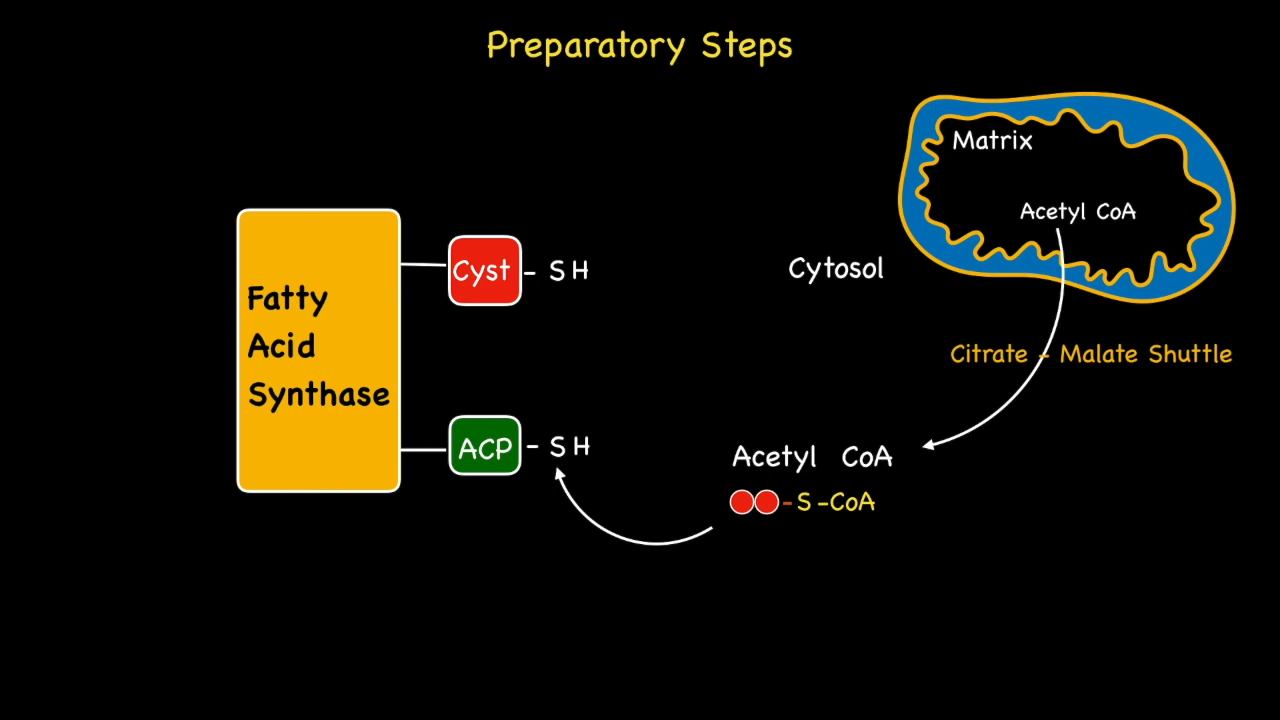 Preparatory Steps
Matrix
Acetyl CoA
Cytosol
Citrate - Malate Shuttle
Fatty
Acid
Synthase
Cyst - SH
ACP - SH
Acetyl CoA
-S-CoA